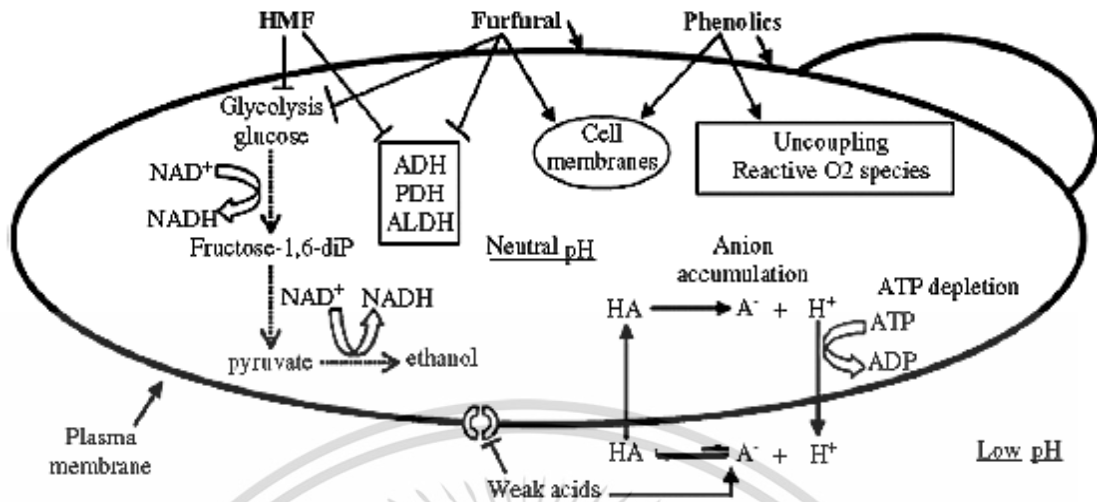 HMF
Furfural
Phenolics
Glycolysis
glucose
NAD+
NADH
Fructose-1,6-diP
NAD+ NADH
pyruvate
ethanol
ADH
PDH
ALDH
Cell
membranes
Uncoupling
Reactive O2 species
Neutral pH
Anion
accumulation
HA
A- + H+
ATP depletion
ATP
ADP
Plasma
membrane
HA
A- + H+
Low pH
Weak acids